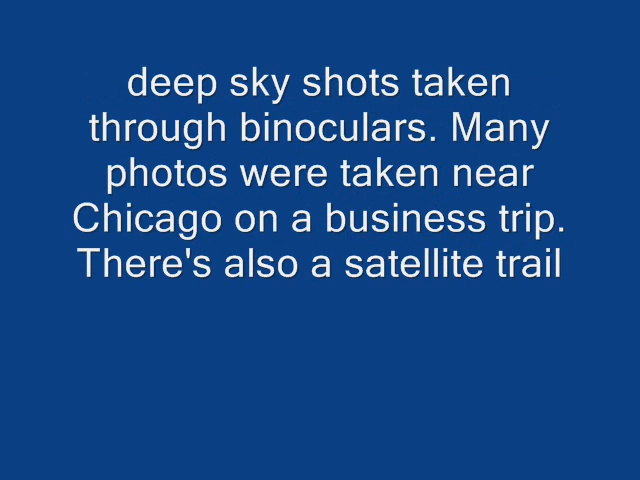 deep sky shots taken
through binoculars. Many
photos were taken near
Chicago on a business trip.
There's also a satellite trail